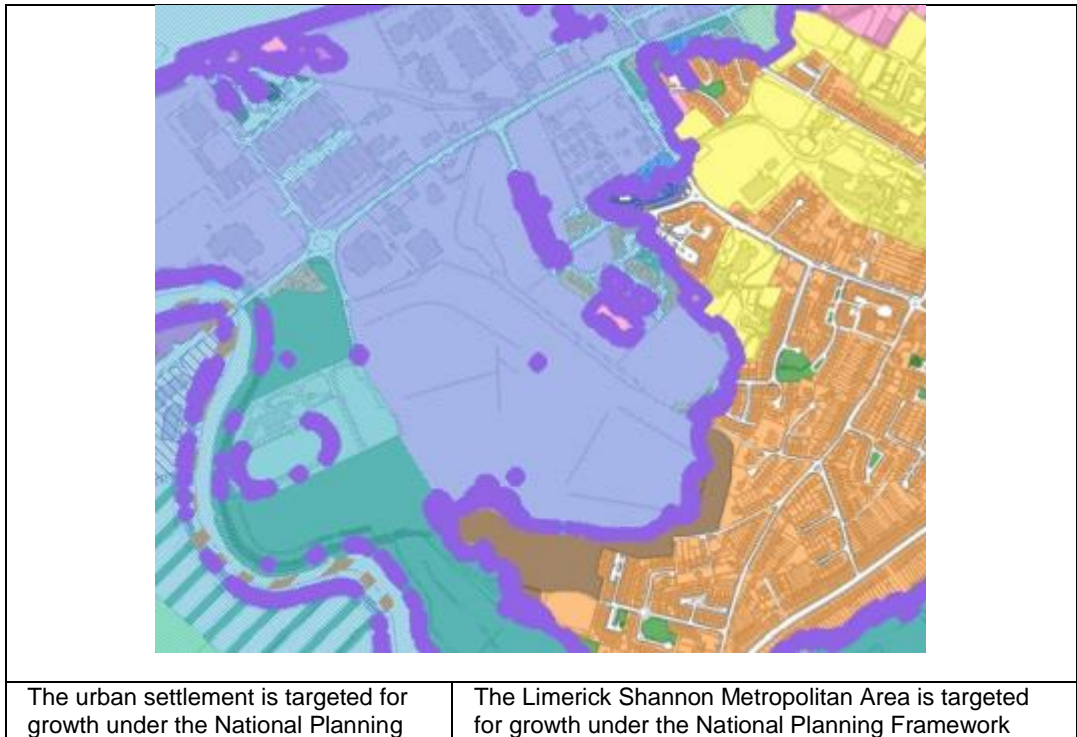 The urban settlement is targeted for
growth under the National Planning
The Limerick Shannon Metropolitan Area is targeted
for growth under the National Planning Framework